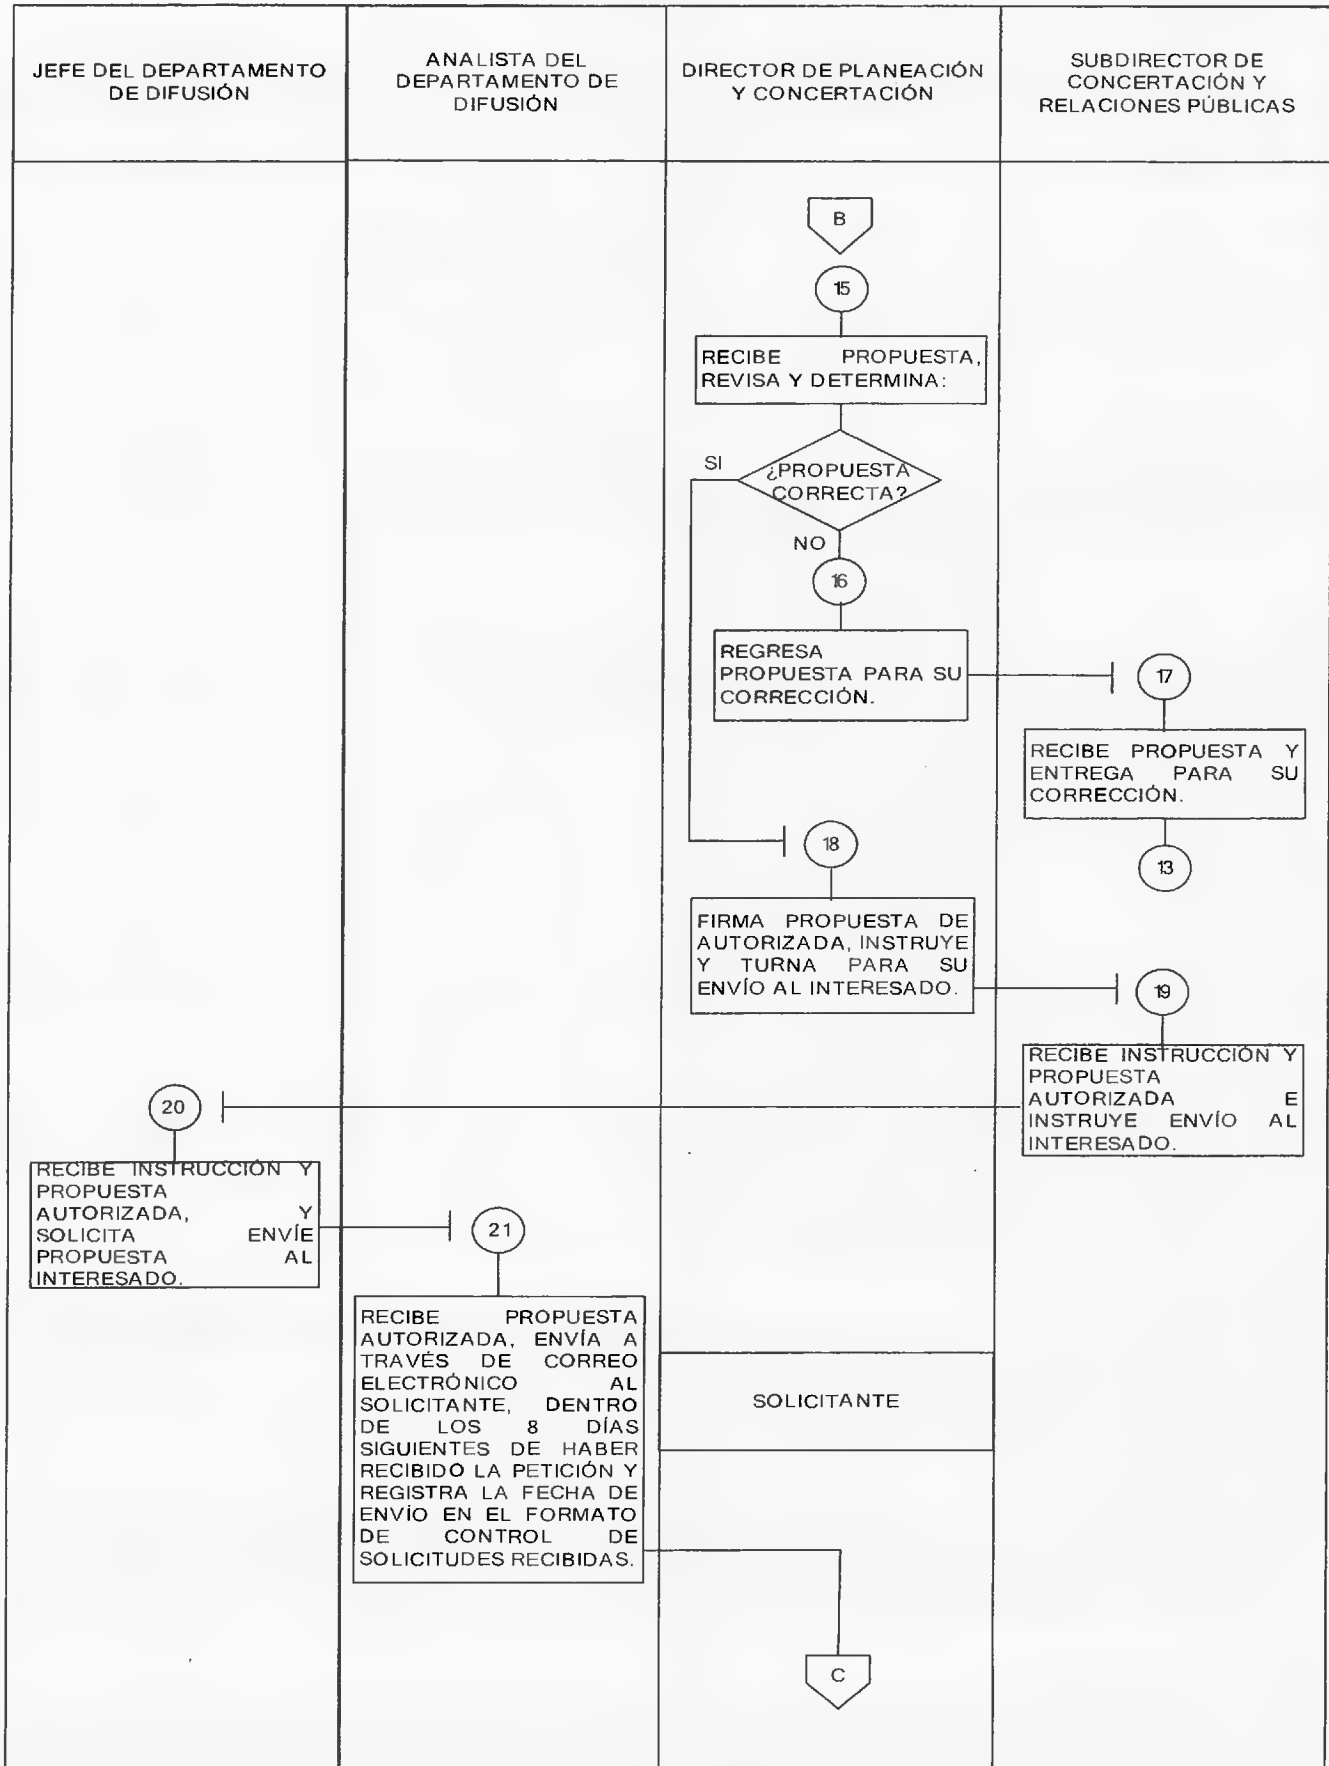 JEFE DEL DEPARTAMENTO
DE DIFUSIÓN
ANALISTA DEL
DEPARTAMENTO DE
DIFUSIÓN
DIRECTOR DE PLANEACIÓN
Y CONCERTACIÓN
SUBDIRECTOR DE
CONCERTACIÓN Y
RELACIONES PÚBLICAS
B
15
RECIBE PROPUESTA,
REVISA Y DETERMINA:
SI
¿PROPUESTA
CORRECTA?
NO
16
REGRESA
PROPUESTA PARA SU
CORRECCIÓN.
17
RECIBE PROPUESTA Y
ENTREGA PARA SU
CORRECCIÓN.
13
18
FIRMA PROPUESTA DE
AUTORIZADA, INSTRUYE
Y TURNA PARA SU
ENVÍO AL INTERESADO.
19
RECIBE INSTRUCCIÓN Y
PROPUESTA
AUTORIZADA E
INSTRUYE ENVÍO AL
INTERESADO.
20
RECIBE INSTRUCCIÓN Y
PROPUESTA
AUTORIZADA, Y
SOLICITA ENVÍE
PROPUESTA AL
INTERESADO.
21
RECIBE PROPUESTA
AUTORIZADA, ENVÍA A
TRAVÉS DE CORREO
ELECTRÓNICO AL
SOLICITANTE, DENTRO
DE LOS 8 DÍAS
SIGUIENTES DE HABER
RECIBIDO LA PETICIÓN Y
REGISTRA LA FECHA DE
ENVÍO EN EL FORMATO
DE CONTROL DE
SOLICITUDES RECIBIDAS.
SOLICITANTE
C